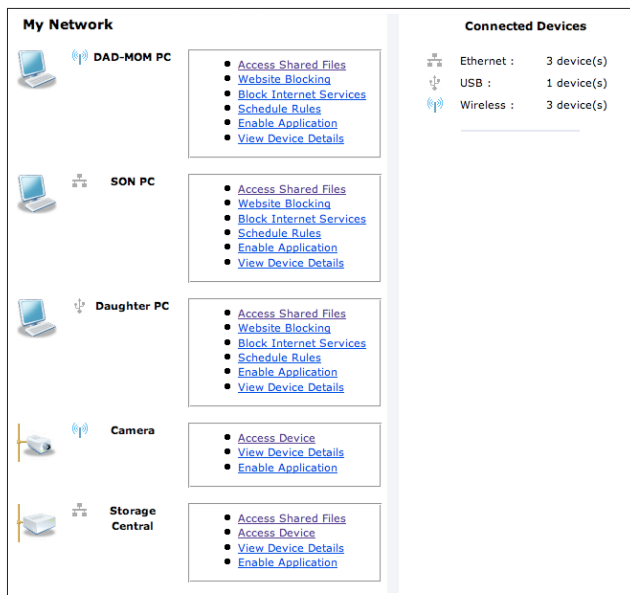 My Network
DAD-MOM PC
Access Shared Files
Website Blocking
Block Internet Services
Schedule Rules
Enable Application
View Device Details
SON PC
Access Shared Files
Website Blocking
Block Internet Services
Schedule Rules
Enable Application
View Device Details
Daughter PC
Access Shared Files
Website Blocking
Block Internet Services
Schedule Rules
Enable Application
View Device Details
Camera
Access Device
View Device Details
Enable Application
Storage
Central
Access Shared Files
Access Device
View Device Details
Enable Application
Connected Devices
Ethernet : 3 device(s)
USB : 1 device(s)
Wireless : 3 device(s)